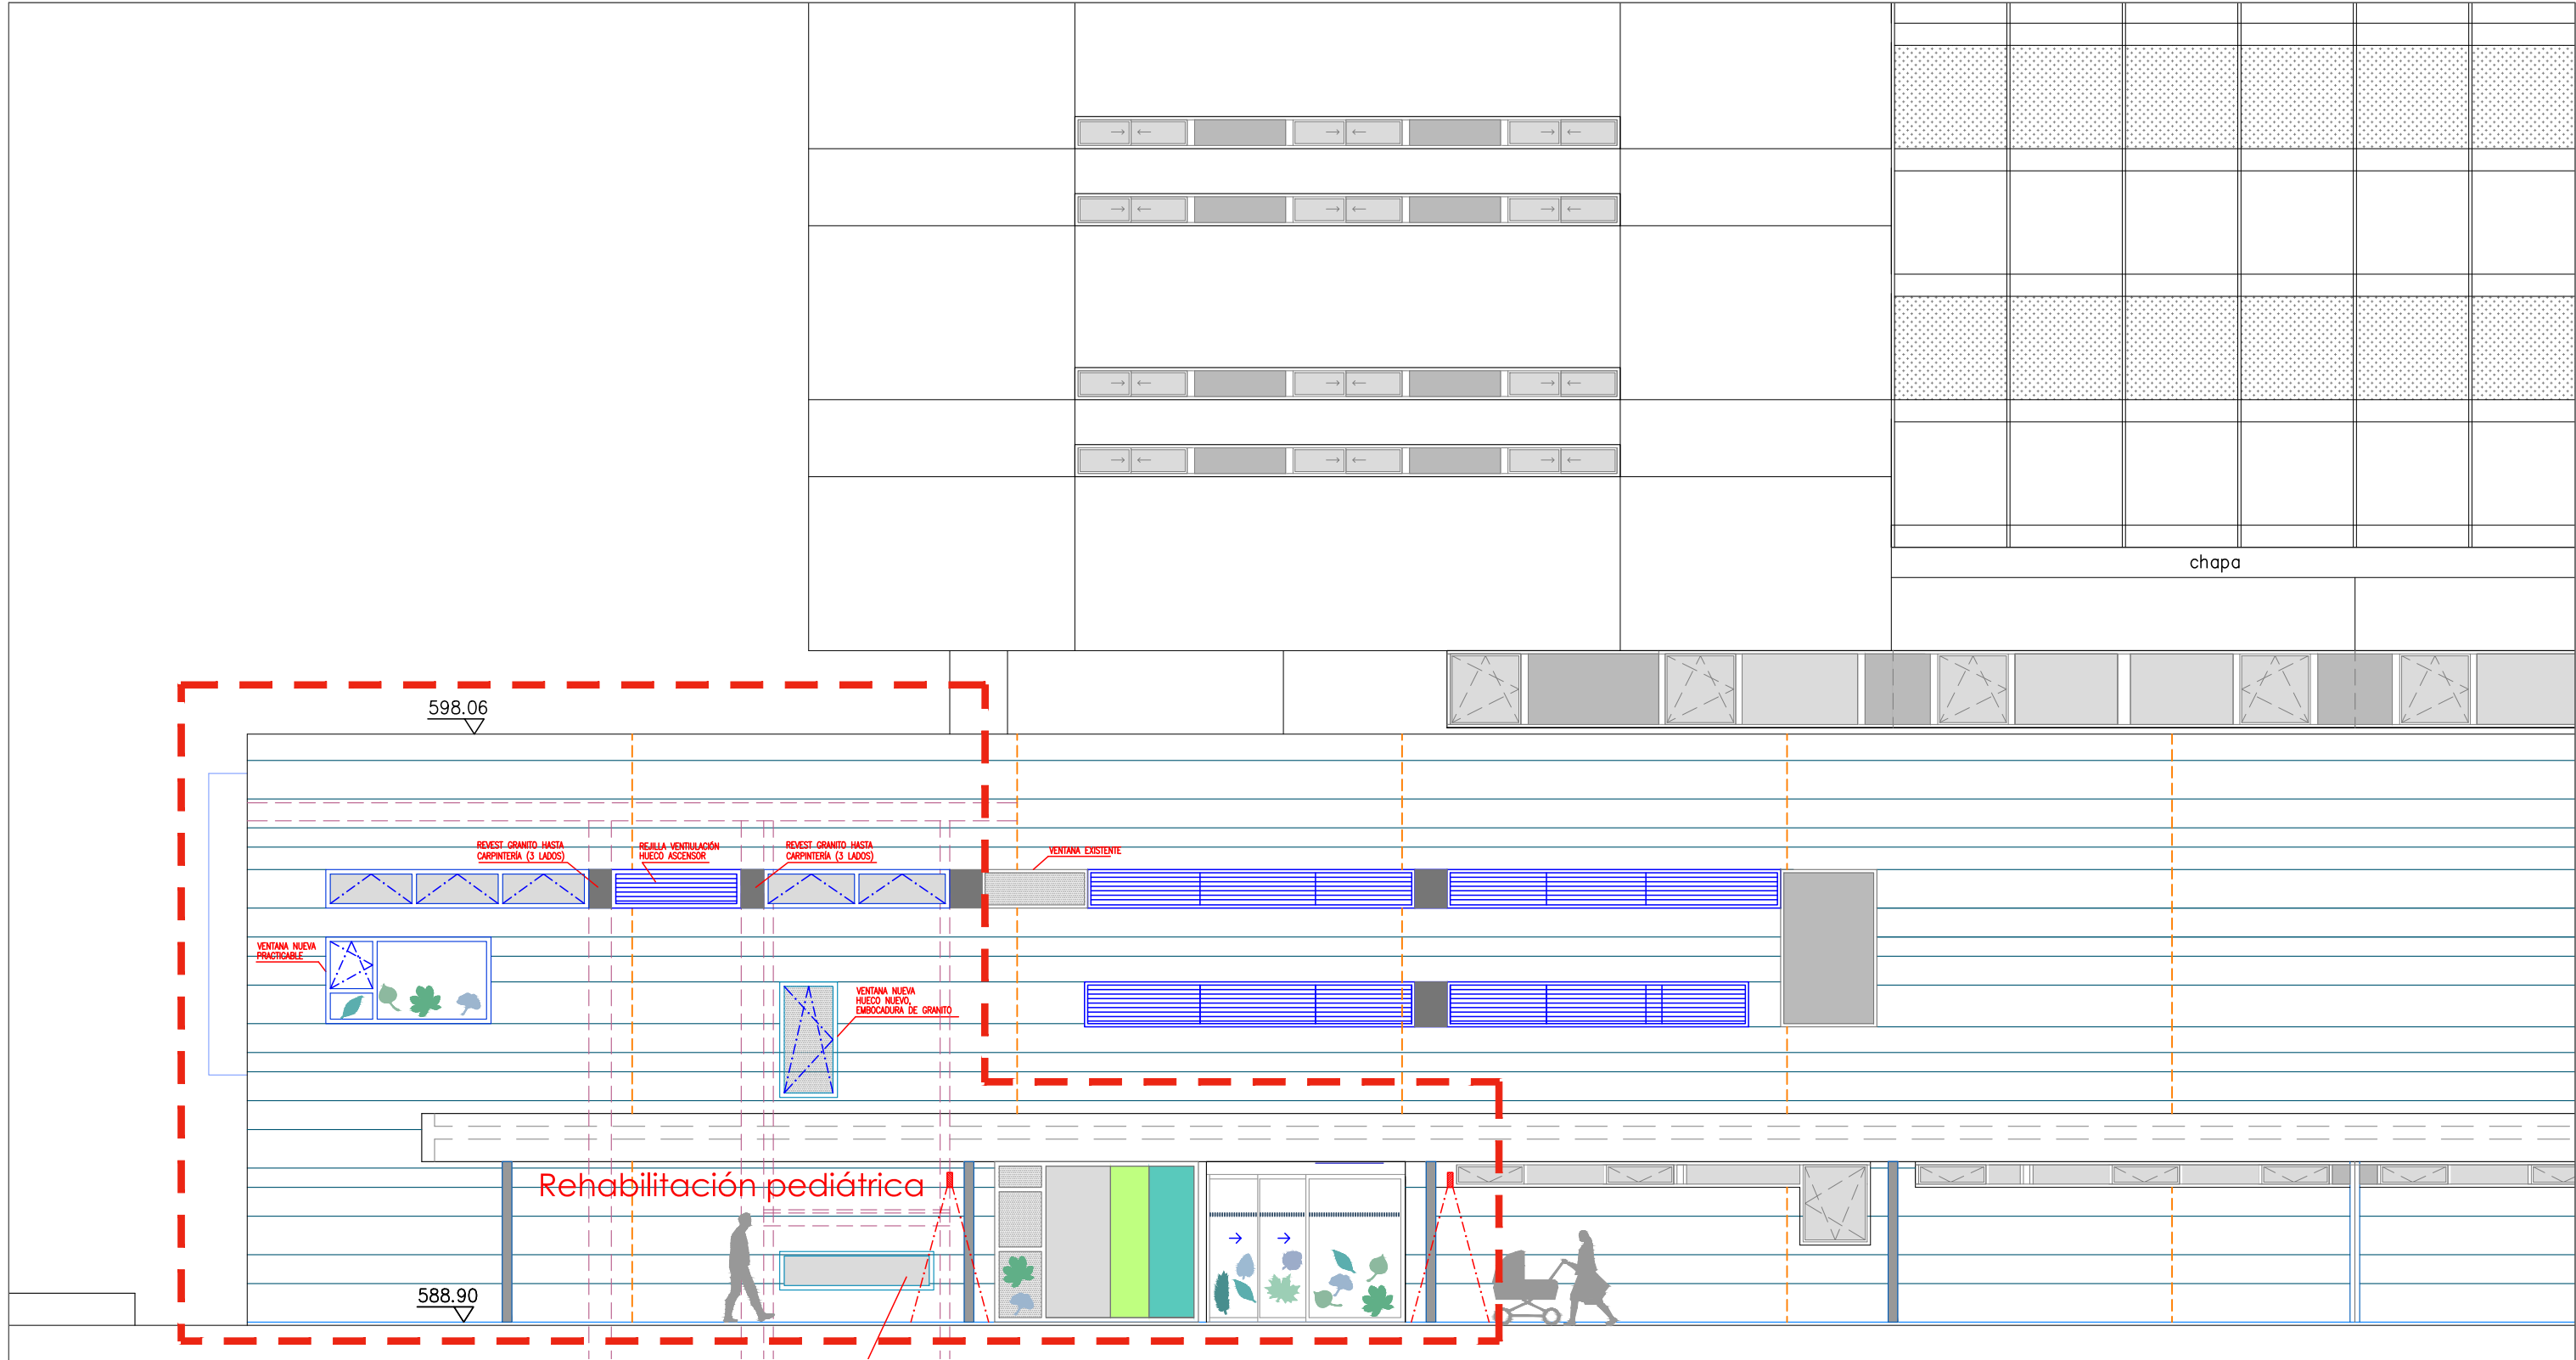 chapa
598.06
REVEST GRANITO HASTA
CARPINTERÍA (3 LADOS)
REJILLA VENTIULACIÓN
HUECO ASCENSOR
REVEST GRANITO HASTA
CARPINTERÍA (3 LADOS)
VENTANA EXISTENTE
VENTANA NUEVA
PRACTICABLE
VENTANA NUEVA
HUECO NUEVO,
EMBOCADURA DE GRANITO
Rehabilitación pediátrica
588.90